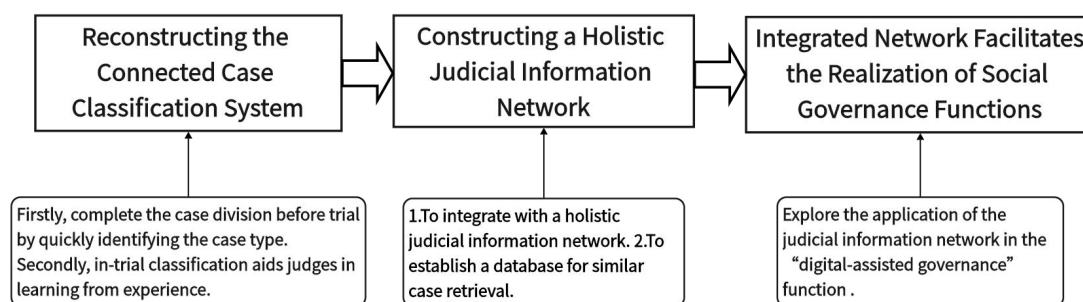 Reconstructing the
Connected Case
Classification System
Constructing a Holistic
Judicial Information
Network
Integrated Network Facilitates
the Realization of Social
Governance Functions
Firstly, complete the case division before trial
by quickly identifying the case type.
Secondly, in-trial classification aids judges in
learning from experience.
1.To integrate with a holistic
judicial information network. 2.To
establish a database for similar
case retrieval.
Explore the application of the
judicial information network in the
“digital-assisted governance”
function .